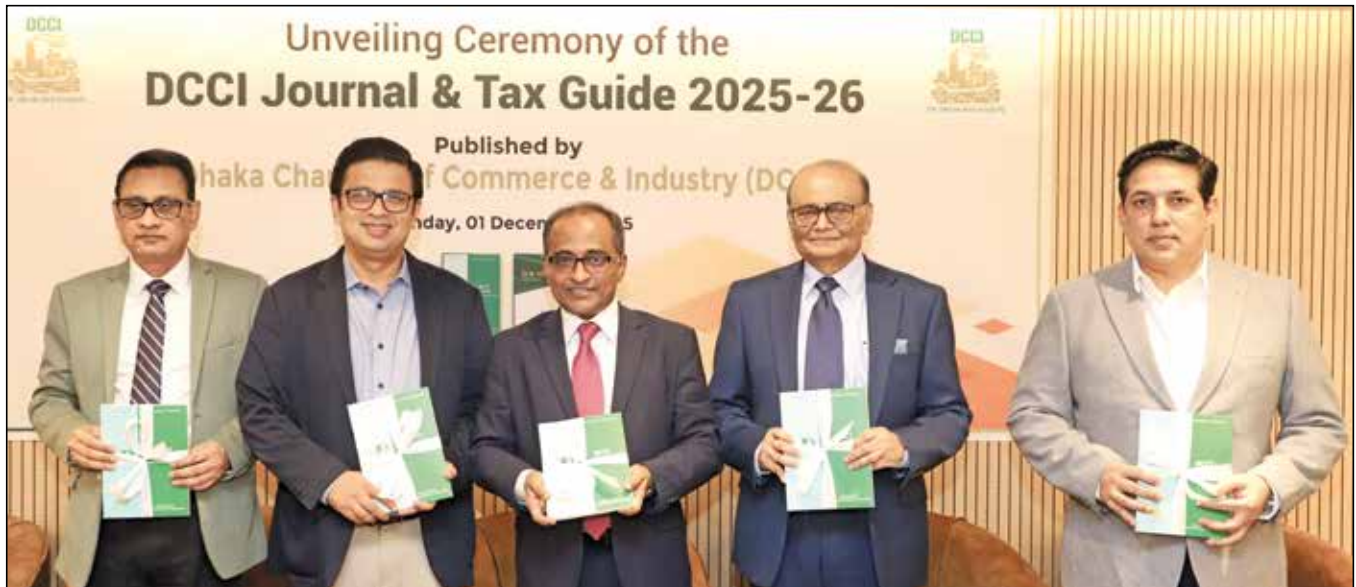 DCCI
DCCI
Unveiling Ceremony of the
DCCI Journal & Tax Guide 2025-26
Published by
haka Cha f Commerce & Industry (DC
nday, 01 Decem 5